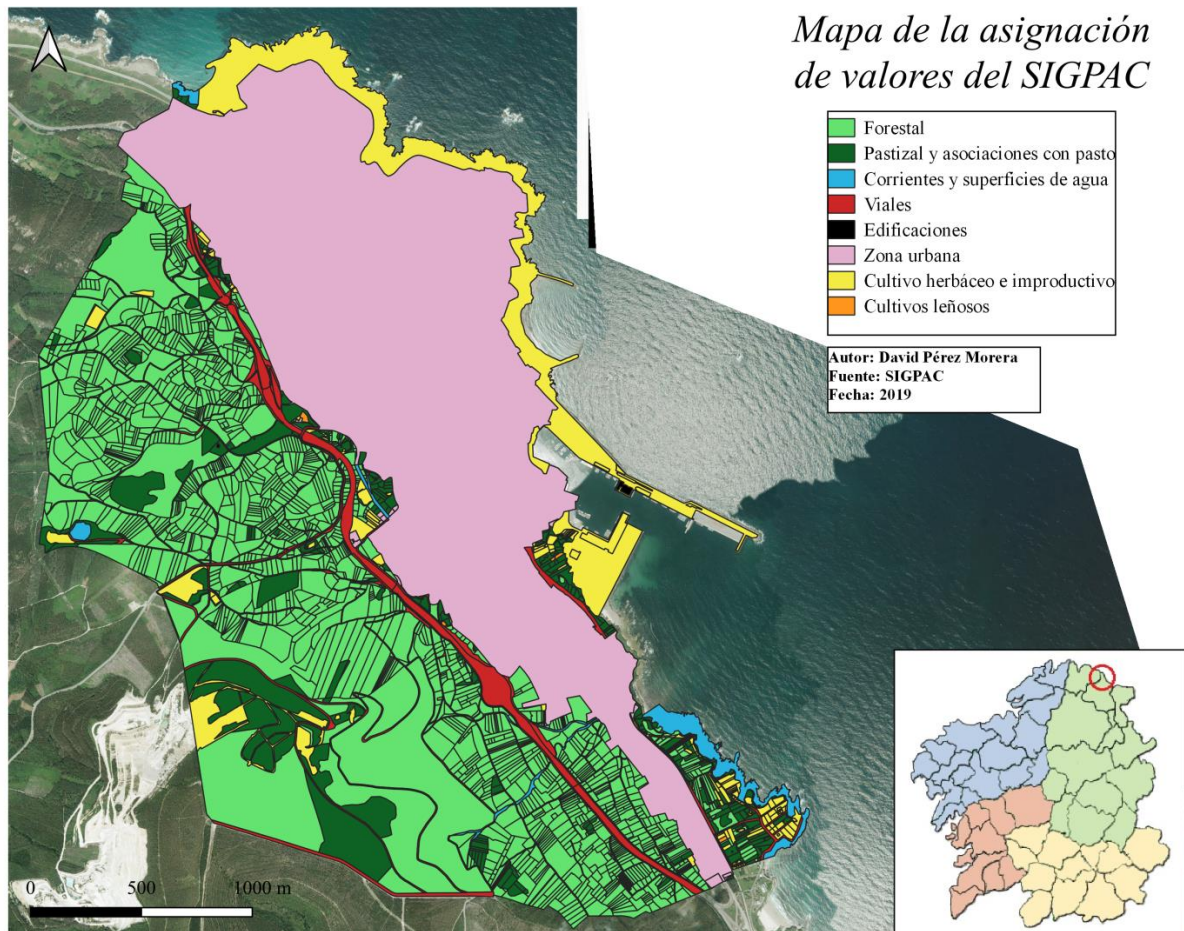 Mapa de la asignación
de valores del SIGPAC
Forestal
Pastizal y asociaciones con pasto
Corrientes y superficies de agua
Viales
Edificaciones
Zona urbana
Cultivo herbáceo e improductivo
Cultivos leñosos
Autor: David Pérez Morera
Fuente: SIGPAC
Fecha: 2019
0 500 1000 m